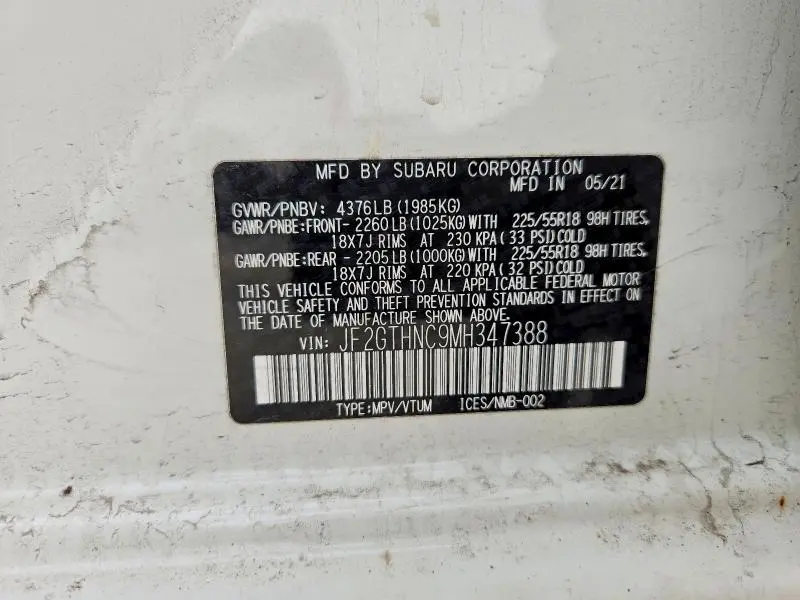 MFD BY SUBARU CORPORATION
MFD IN 05/21
GVWR/PNBV: 4376LB (1985KG)
GAWR/PNBE:FRONT- 2260LB (1025KG) WITH 225/55R18 98H TIRES,
18X7J RIMS AT 230 KPA (33 PSI)COLD
GAWR/PNBE:REAR - 2205LB (1000KG) WITH 225/55R18 98H TIRES,
18X7J RIMS AT 220 KPA (32 PSI)COLD
THIS VEHICLE CONFORMS TO ALL APPLICABLE FEDERAL MOTOR
VEHICLE SAFETY AND THEFT PREVENTION STANDARDS IN EFFECT ON
THE DATE OF MANUFACTURE SHOWN ABOVE.
VIN: JF2GTHNC9MH347388
TYPE:MPV/VTUM ICES/NMB-002